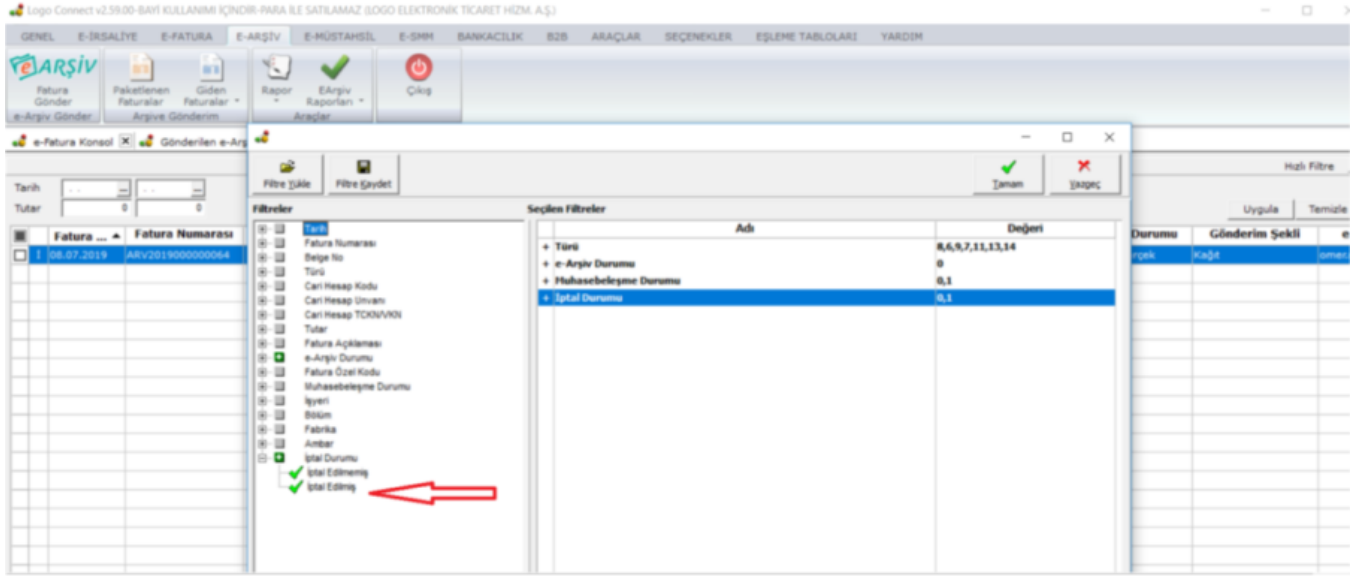 Logo Connect v2.59.00-BAYİ KULLANIMI İÇİNDİR-PARA İLE SATILAMAZ (LOGO ELEKTRONİK TİCARET HİZM. A.Ş.)
GENEL E-İRSALİYE E-FATURA E-ARŞİV E-MÜSTAHSİL E-SMM BANKACILIK B2B ARAÇLAR SEÇENEKLER EŞLEME TABLOLARI YARDIM
e ARŞİV
Fatura Gönder Paketlenen Faturalar Giden Faturalar Rapor EArşiv Raporları Çıkış
e-Arşiv Gönder Arşive Gönderim Araçlar
e-Fatura Konsol Gönderilen e-Arş
Filtre Yükle Filtre Kaydet Tamam Vazgeç
Hızlı Filtre
Tarih . . ... . . ...
Tutar 0 0
Uygula Temizle
Fatura ... Fatura Numarası Durumu Gönderim Şekli e
I 08.07.2019 ARV2019000000064 rçek Kağıt omer.
Filtreler
Tarih
Fatura Numarası
Belge No
Türü
Cari Hesap Kodu
Cari Hesap Unvanı
Cari Hesap TCKN/VKN
Tutar
Fatura Açıklaması
e-Arşiv Durumu
Fatura Özel Kodu
Muhasebeleşme Durumu
İşyeri
Bölüm
Fabrika
Ambar
İptal Durumu
İptal Edilmemiş
İptal Edilmiş
Seçilen Filtreler
Adı Değeri
+ Türü 8,6,9,7,11,13,14
+ e-Arşiv Durumu 0
+ Muhasebeleşme Durumu 0,1
+ İptal Durumu 0,1